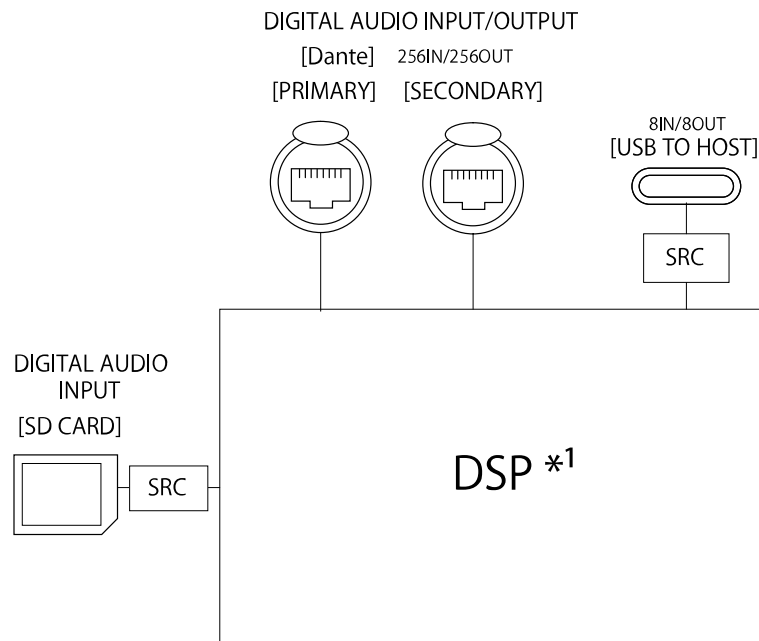 DIGITAL AUDIO INPUT/OUTPUT
[Dante] 256IN/256OUT
[PRIMARY] [SECONDARY]
8IN/8OUT
[USB TO HOST]
SRC
DIGITAL AUDIO
INPUT
[SD CARD]
SRC
DSP *1